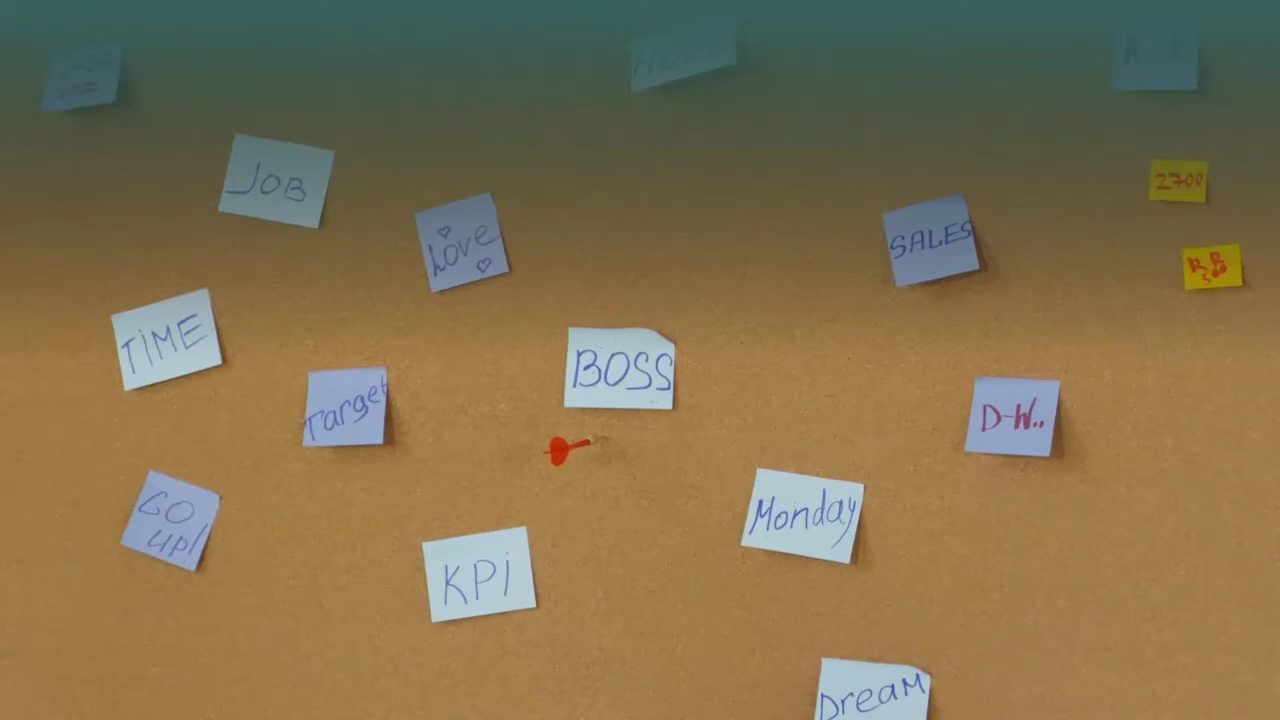 JOB
2700
Love
SALES
TiME
BOSS
Target
D-W..
GO
UP!
Monday
KPi
Dream